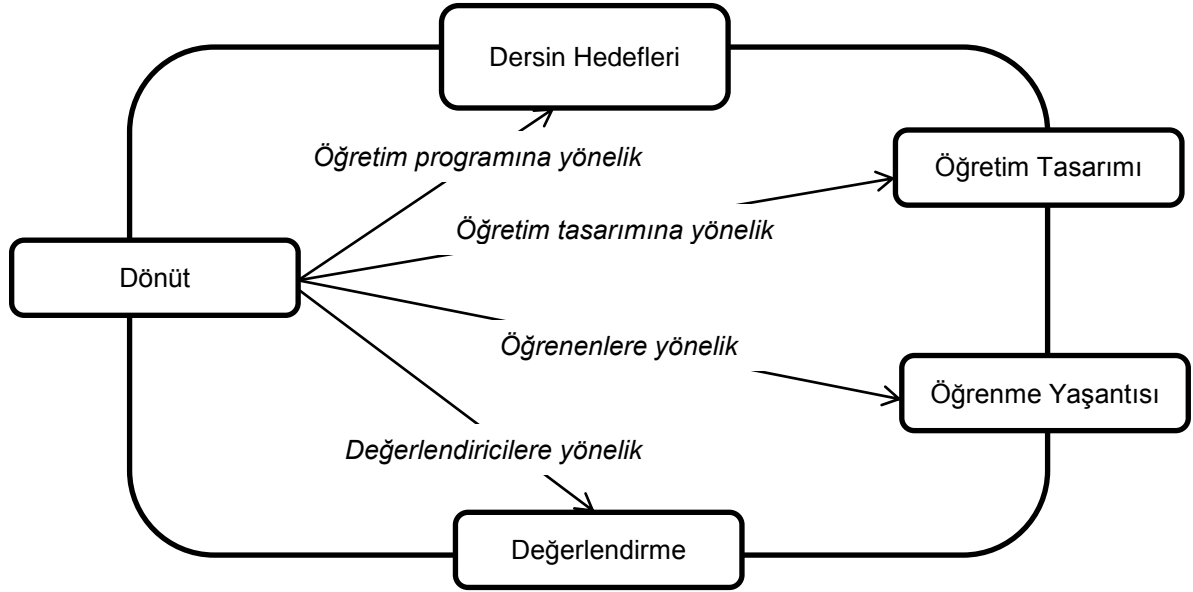 Dersin Hedefleri
Öğretim programına yönelik
Öğretim Tasarımı
Öğretim tasarımına yönelik
Dönüt
Öğrenenlere yönelik
Öğrenme Yaşantısı
Değerlendiricilere yönelik
Değerlendirme